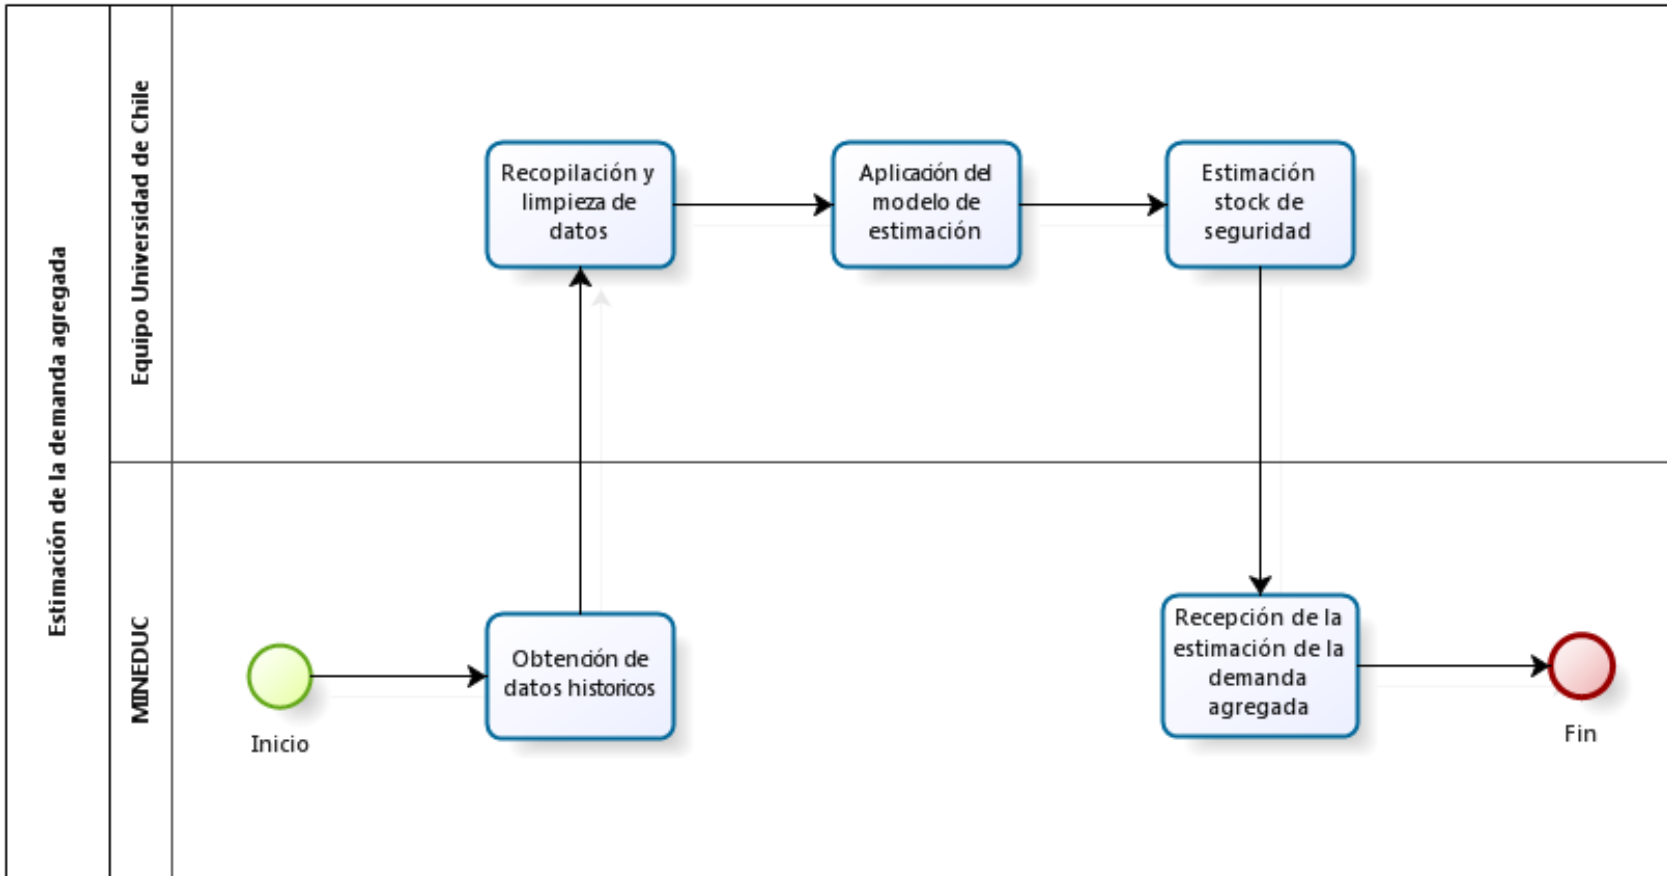 Estimación de la demanda agregada
Equipo Universidad de Chile
Recopilación y
limpieza de
datos
Aplicación del
modelo de
estimación
Estimación
stock de
seguridad
MINEDUC
Inicio
Obtención de
datos historicos
Recepción de la
estimación de la
demanda
agregada
Fin